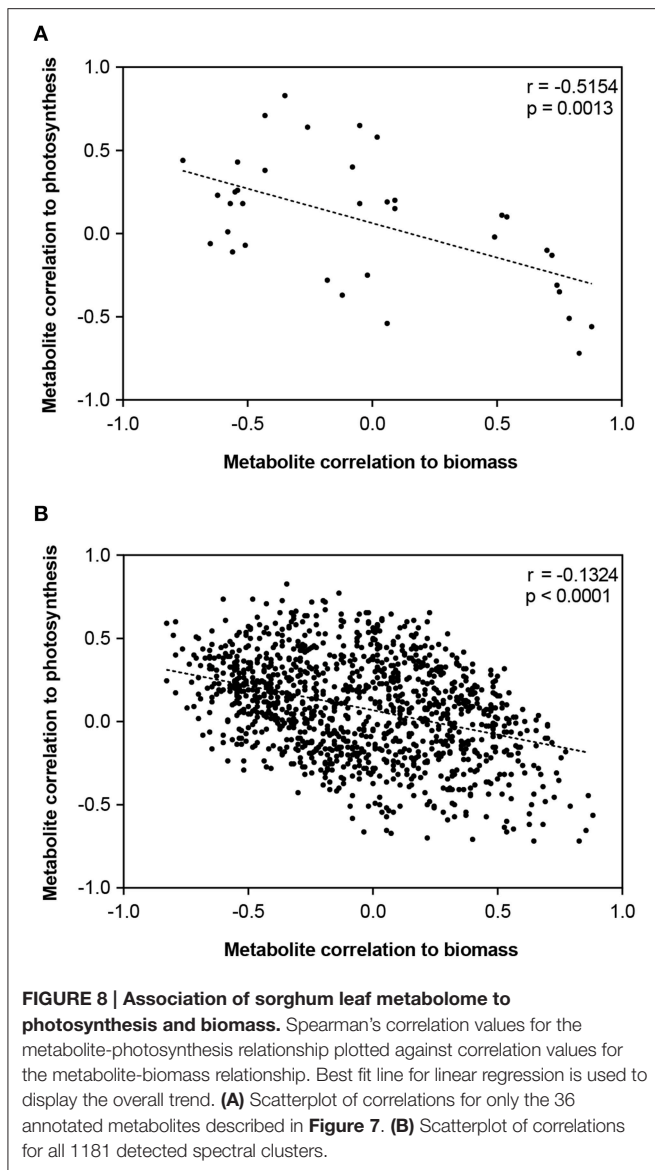 A
1.0
0.5
0.0
-0.5
-1.0
Metabolite correlation to photosynthesis
r = -0.5154
p = 0.0013
-1.0 -0.5 0.0 0.5 1.0
Metabolite correlation to biomass
B
1.0
0.5
0.0
-0.5
-1.0
Metabolite correlation to photosynthesis
r = -0.1324
p < 0.0001
-1.0 -0.5 0.0 0.5 1.0
Metabolite correlation to biomass
FIGURE 8 | Association of sorghum leaf metabolome to
photosynthesis and biomass. Spearman's correlation values for the
metabolite-photosynthesis relationship plotted against correlation values for
the metabolite-biomass relationship. Best fit line for linear regression is used to
display the overall trend. (A) Scatterplot of correlations for only the 36
annotated metabolites described in Figure 7. (B) Scatterplot of correlations
for all 1181 detected spectral clusters.